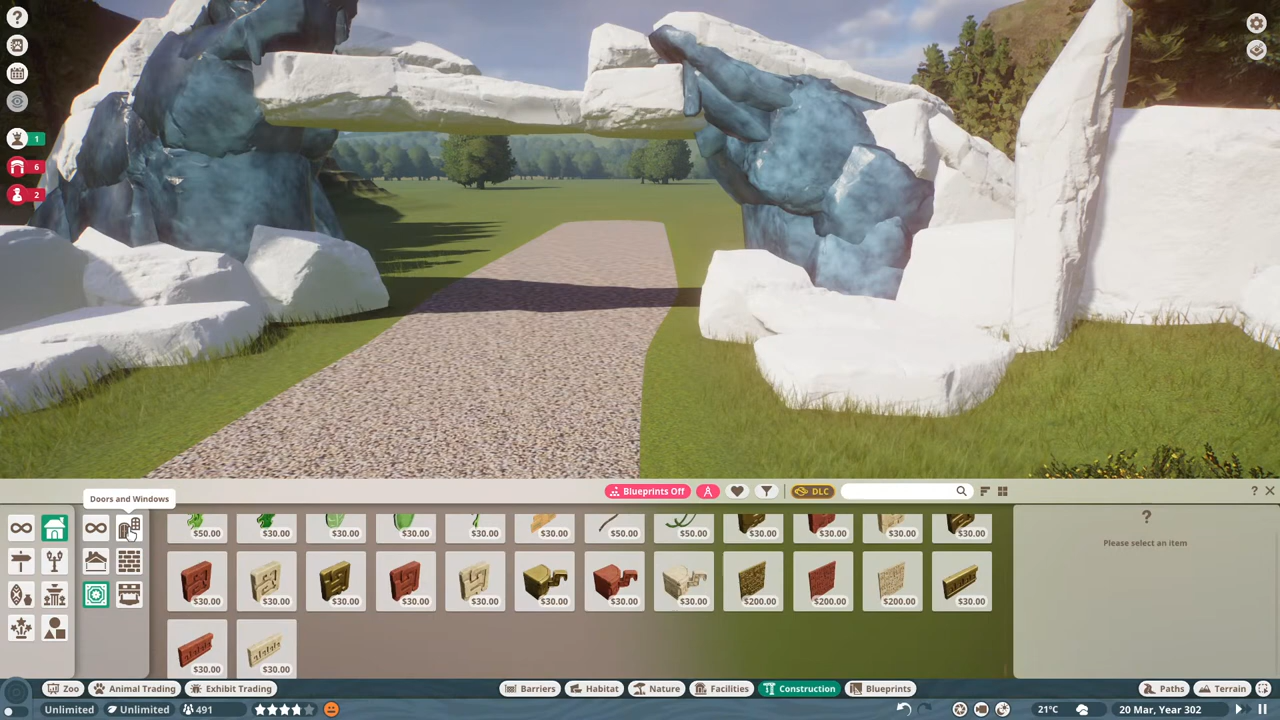 ?
1
6
2
Blueprints Off
DLC
?
Doors and Windows
$50.00 $30.00 $30.00 $30.00 $30.00 $30.00 $50.00 $50.00 $30.00 $30.00 $30.00 $30.00
?
Please select an item
$30.00 $30.00 $30.00 $30.00 $30.00 $30.00 $30.00 $30.00 $200.00 $200.00 $200.00 $30.00
$30.00 $30.00
Zoo Animal Trading Exhibit Trading Barriers Habitat Nature Facilities Construction Blueprints Paths Terrain
Unlimited Unlimited 491 21°C 20 Mar, Year 302